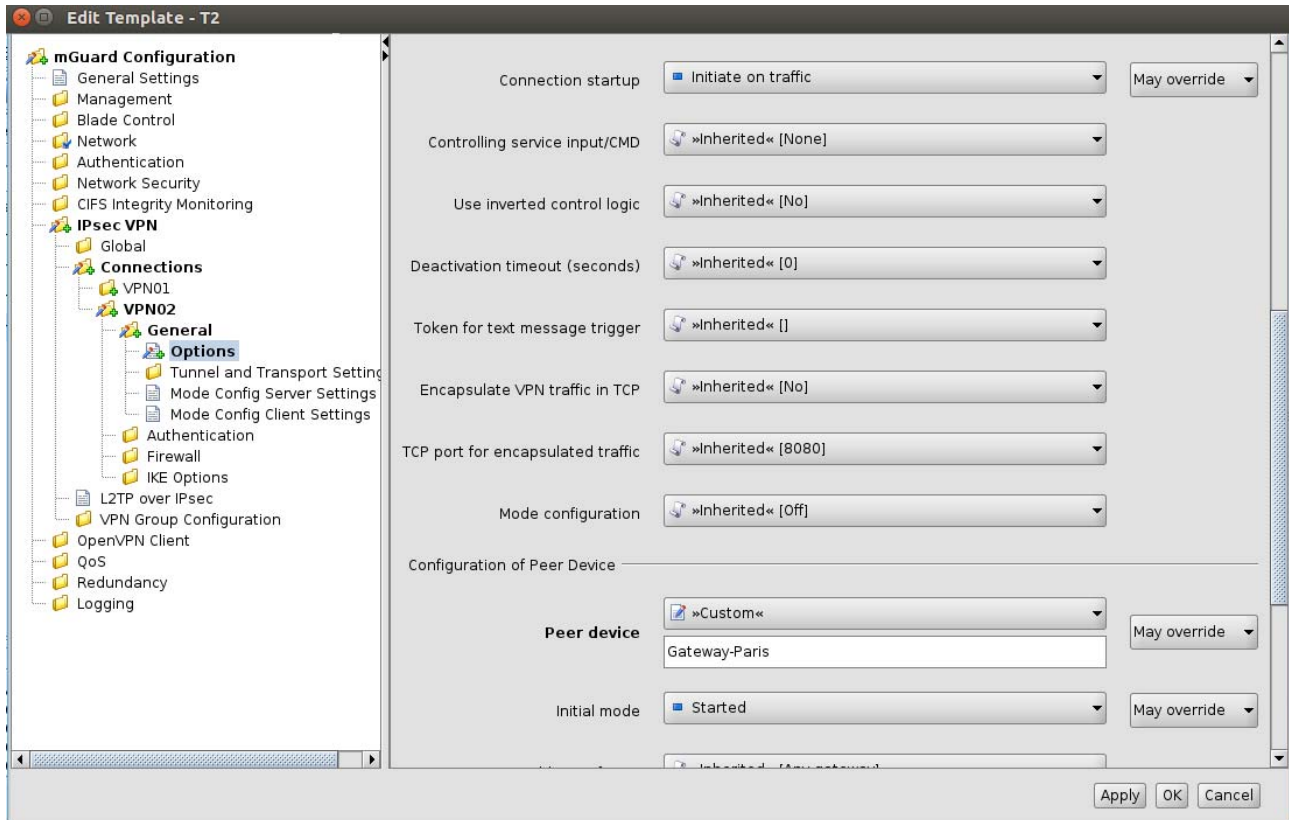 Edit Template - T2
mGuard Configuration
General Settings
Management
Blade Control
Network
Authentication
Network Security
CIFS Integrity Monitoring
IPsec VPN
Global
Connections
VPN01
VPN02
General
Options
Tunnel and Transport Setting
Mode Config Server Settings
Mode Config Client Settings
Authentication
Firewall
IKE Options
L2TP over IPsec
VPN Group Configuration
OpenVPN Client
QoS
Redundancy
Logging
Connection startup Initiate on traffic May override
Controlling service input/CMD »Inherited« [None]
Use inverted control logic »Inherited« [No]
Deactivation timeout (seconds) »Inherited« [0]
Token for text message trigger »Inherited« []
Encapsulate VPN traffic in TCP »Inherited« [No]
TCP port for encapsulated traffic »Inherited« [8080]
Mode configuration »Inherited« [Off]
Configuration of Peer Device
Peer device »Custom« May override
Gateway-Paris
Initial mode Started May override
»Inherited« [Any gateway]
Apply OK Cancel